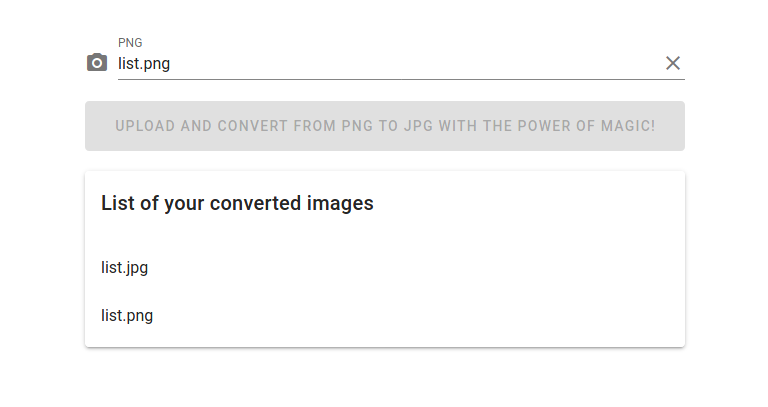 PNG
list.png
UPLOAD AND CONVERT FROM PNG TO JPG WITH THE POWER OF MAGIC!
List of your converted images
list.jpg
list.png